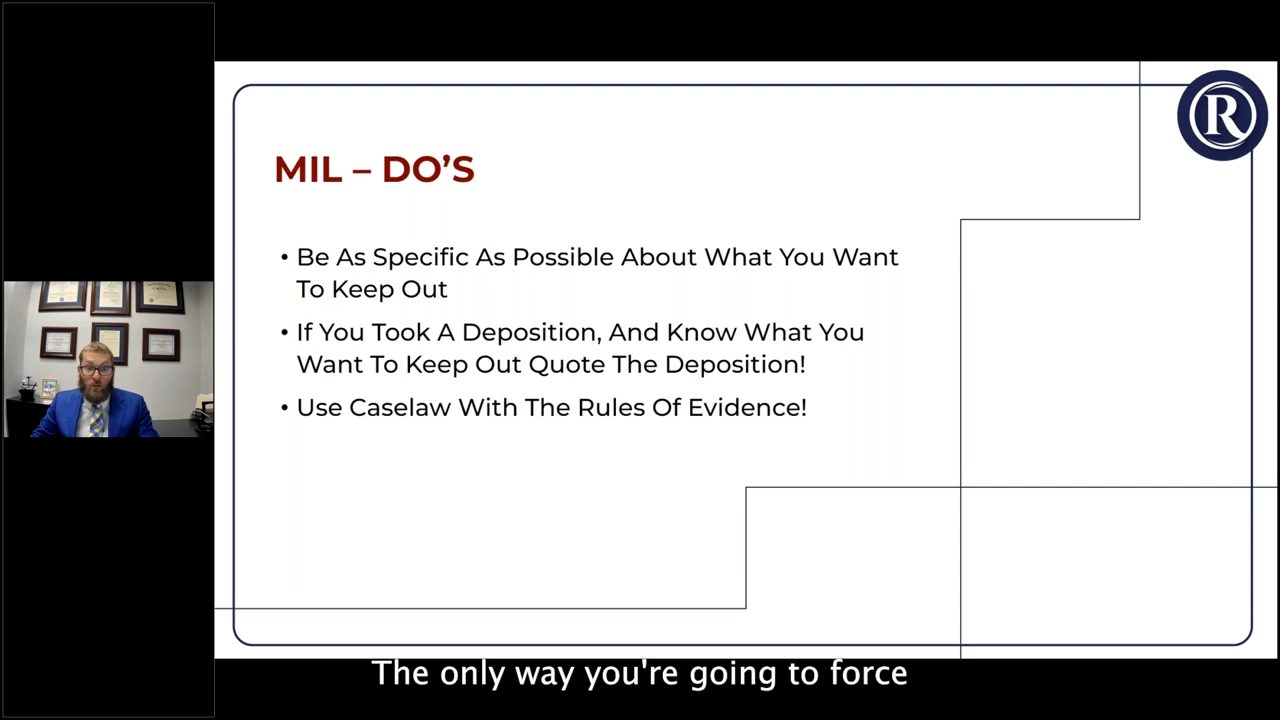 R
MIL – DO’S
• Be As Specific As Possible About What You Want
To Keep Out
• If You Took A Deposition, And Know What You
Want To Keep Out Quote The Deposition!
• Use Caselaw With The Rules Of Evidence!
The only way you're going to force